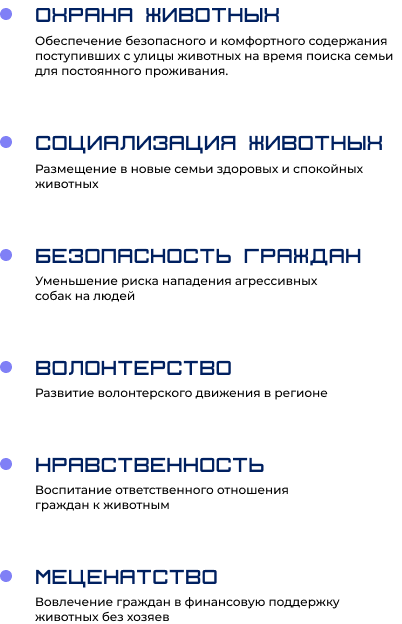 ОХРАНА ЖИВОТНЫХ
Обеспечение безопасного и комфортного содержания
поступивших с улицы животных на время поиска семьи
для постоянного проживания.
СОЦИАЛИЗАЦИЯ ЖИВОТНЫХ
Размещение в новые семьи здоровых и спокойных
животных
БЕЗОПАСНОСТЬ ГРАЖДАН
Уменьшение риска нападения агрессивных
собак на людей
ВОЛОНТЕРСТВО
Развитие волонтерского движения в регионе
НРАВСТВЕННОСТЬ
Воспитание ответственного отношения
граждан к животным
МЕЦЕНАТСТВО
Вовлечение граждан в финансовую поддержку
животных без хозяев